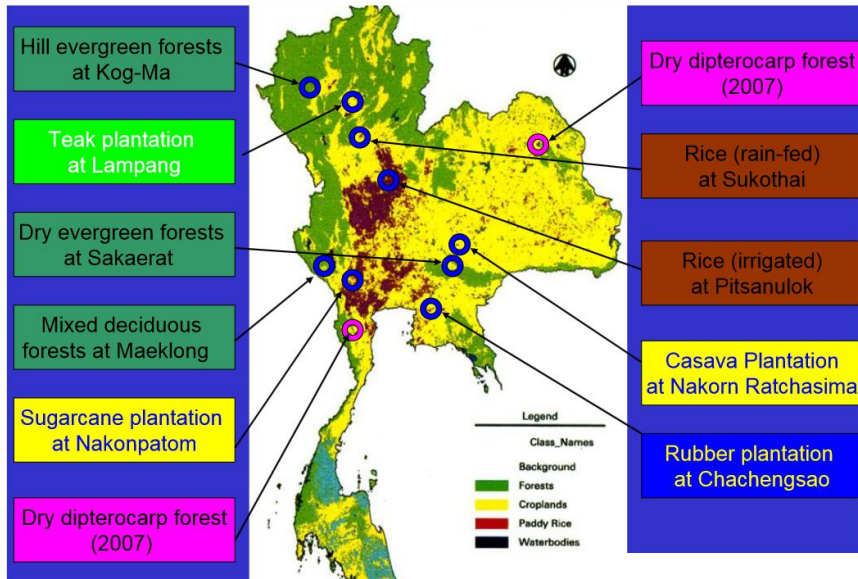 Hill evergreen forests
at Kog-Ma
Teak plantation
at Lampang
Dry evergreen forests
at Sakaerat
Mixed deciduous
forests at Maeklong
Sugarcane plantation
at Nakonpatom
Dry dipterocarp forest
(2007)
Dry dipterocarp forest
(2007)
Rice (rain-fed)
at Sukothai
Rice (irrigated)
at Pitsanulok
Casava Plantation
at Nakorn Ratchasima
Rubber plantation
at Chachengsao
Legend
Class_Names
Background
Forests
Croplands
Paddy Rice
Waterbodies